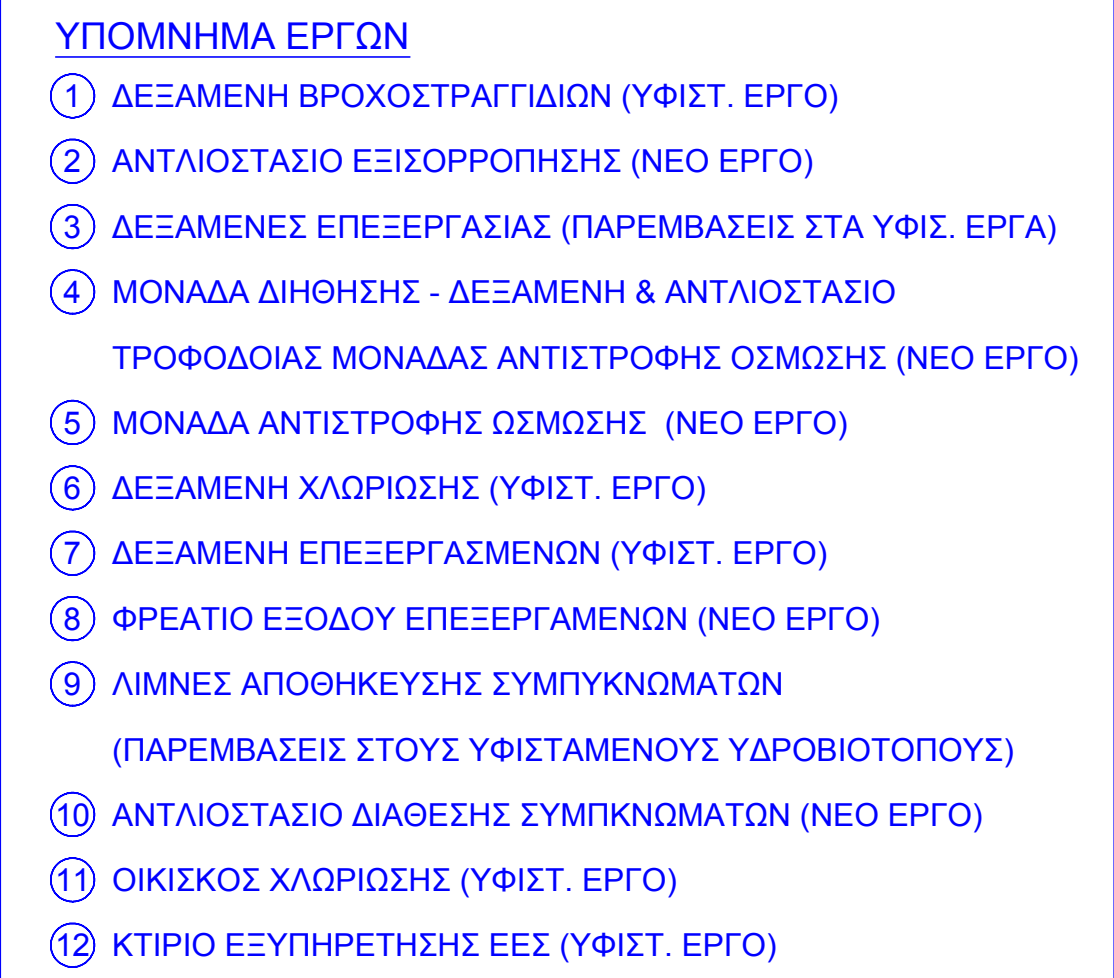 ΥΠΟΜΝΗΜΑ ΕΡΓΩΝ
1 ΔΕΞΑΜΕΝΗ ΒΡΟΧΟΣΤΡΑΓΓΙΔΙΩΝ (ΥΦΙΣΤ. ΕΡΓΟ)
2 ΑΝΤΛΙΟΣΤΑΣΙΟ ΕΞΙΣΟΡΡΟΠΗΣΗΣ (ΝΕΟ ΕΡΓΟ)
3 ΔΕΞΑΜΕΝΕΣ ΕΠΕΞΕΡΓΑΣΙΑΣ (ΠΑΡΕΜΒΑΣΕΙΣ ΣΤΑ ΥΦΙΣ. ΕΡΓΑ)
4 ΜΟΝΑΔΑ ΔΙΗΘΗΣΗΣ - ΔΕΞΑΜΕΝΗ & ΑΝΤΛΙΟΣΤΑΣΙΟ
ΤΡΟΦΟΔΟΙΑΣ ΜΟΝΑΔΑΣ ΑΝΤΙΣΤΡΟΦΗΣ ΟΣΜΩΣΗΣ (ΝΕΟ ΕΡΓΟ)
5 ΜΟΝΑΔΑ ΑΝΤΙΣΤΡΟΦΗΣ ΩΣΜΩΣΗΣ (ΝΕΟ ΕΡΓΟ)
6 ΔΕΞΑΜΕΝΗ ΧΛΩΡΙΩΣΗΣ (ΥΦΙΣΤ. ΕΡΓΟ)
7 ΔΕΞΑΜΕΝΗ ΕΠΕΞΕΡΓΑΣΜΕΝΩΝ (ΥΦΙΣΤ. ΕΡΓΟ)
8 ΦΡΕΑΤΙΟ ΕΞΟΔΟΥ ΕΠΕΞΕΡΓΑΜΕΝΩΝ (ΝΕΟ ΕΡΓΟ)
9 ΛΙΜΝΕΣ ΑΠΟΘΗΚΕΥΣΗΣ ΣΥΜΠΥΚΝΩΜΑΤΩΝ
(ΠΑΡΕΜΒΑΣΕΙΣ ΣΤΟΥΣ ΥΦΙΣΤΑΜΕΝΟΥΣ ΥΔΡΟΒΙΟΤΟΠΟΥΣ)
10 ΑΝΤΛΙΟΣΤΑΣΙΟ ΔΙΑΘΕΣΗΣ ΣΥΜΠΚΝΩΜΑΤΩΝ (ΝΕΟ ΕΡΓΟ)
11 ΟΙΚΙΣΚΟΣ ΧΛΩΡΙΩΣΗΣ (ΥΦΙΣΤ. ΕΡΓΟ)
12 ΚΤΙΡΙΟ ΕΞΥΠΗΡΕΤΗΣΗΣ ΕΕΣ (ΥΦΙΣΤ. ΕΡΓΟ)